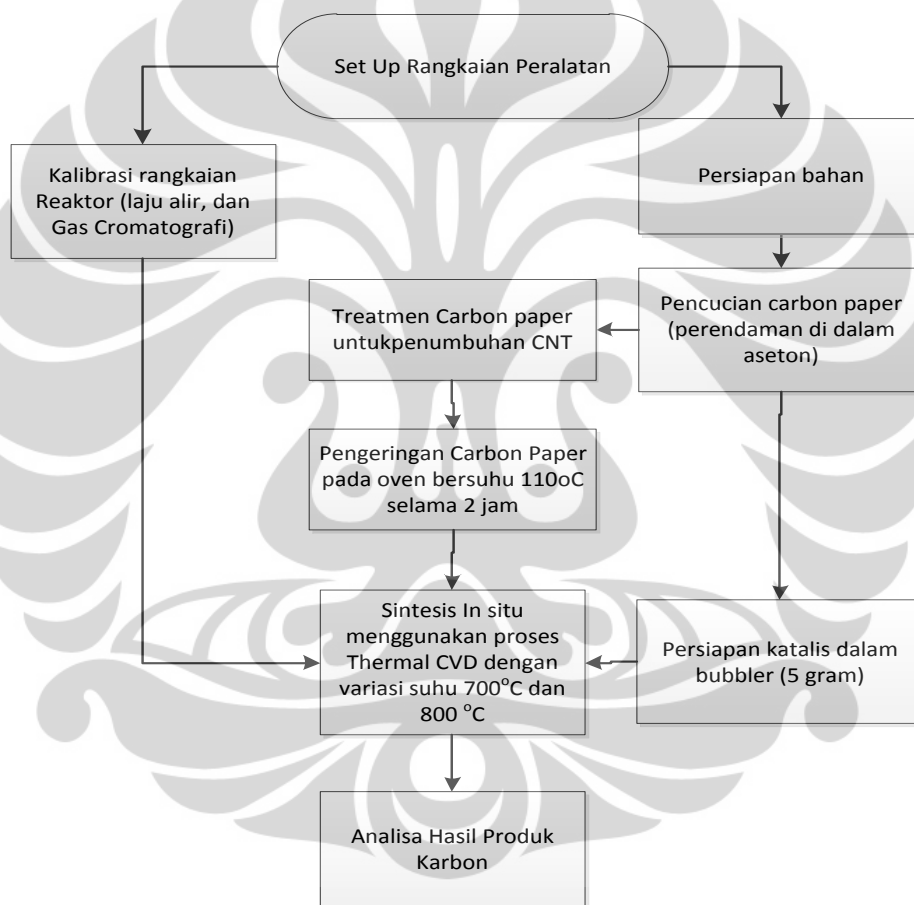 Set Up Rangkaian Peralatan
Kalibrasi rangkaian
Reaktor (laju alir, dan
Gas Cromatografi)
Persiapan bahan
Treatmen Carbon paper
untukpenumbuhan CNT
Pencucian carbon paper
(perendaman di dalam
aseton)
Pengeringan Carbon Paper
pada oven bersuhu 110oC
selama 2 jam
Sintesis In situ
menggunakan proses
Thermal CVD dengan
variasi suhu 700°C dan
800 °C
Persiapan katalis dalam
bubbler (5 gram)
Analisa Hasil Produk
Karbon